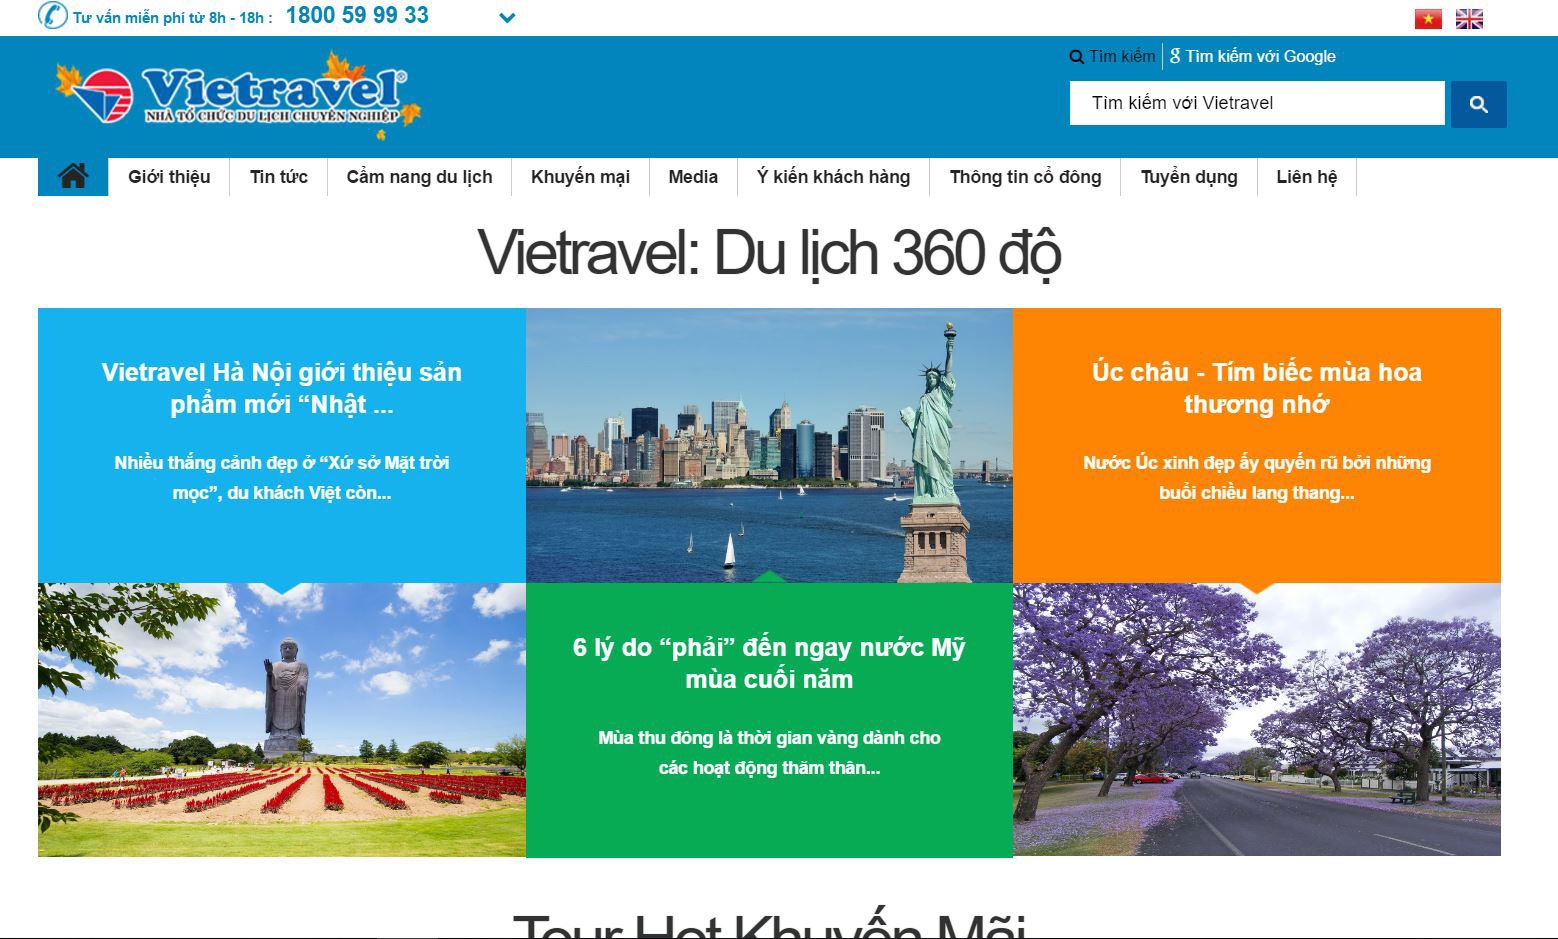 Tư vấn miễn phí từ 8h - 18h : 1800 59 99 33
Tìm kiếm Tìm kiếm với Google
Vietravel®
NHÀ TỔ CHỨC DU LỊCH CHUYÊN NGHIỆP
Tìm kiếm với Vietravel
Giới thiệu Tin tức Cẩm nang du lịch Khuyến mại Media Ý kiến khách hàng Thông tin cổ đông Tuyển dụng Liên hệ
Vietravel: Du lịch 360 độ
Vietravel Hà Nội giới thiệu sản
phẩm mới “Nhật ...
Nhiều thắng cảnh đẹp ở “Xứ sở Mặt trời
mọc”, du khách Việt còn...
Úc châu - Tím biếc mùa hoa
thương nhớ
Nước Úc xinh đẹp ấy quyến rũ bởi những
buổi chiều lang thang...
6 lý do “phải” đến ngay nước Mỹ
mùa cuối năm
Mùa thu đông là thời gian vàng dành cho
các hoạt động thăm thân...
Tour Hot Khuyến Mãi